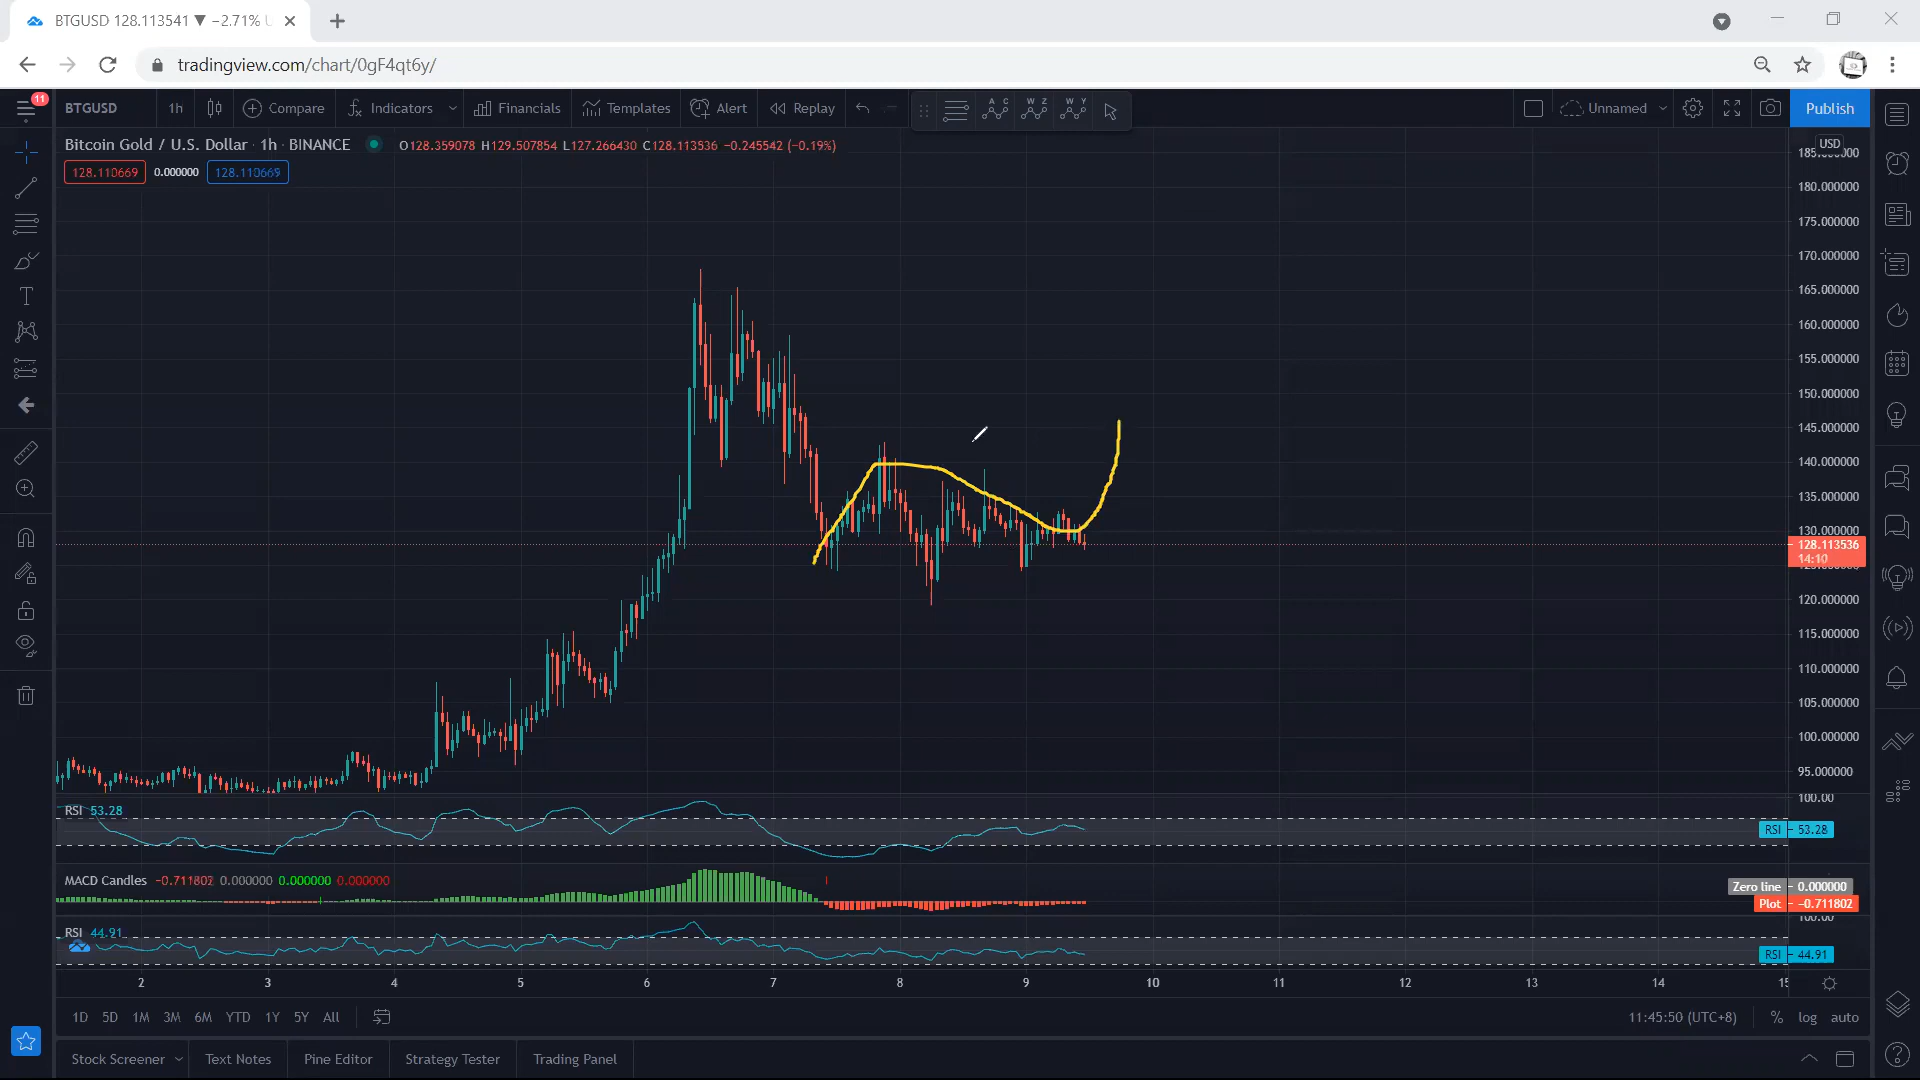 BTGUSD 128.113541 ▼ −2.71%
tradingview.com/chart/0gF4qt6y/
11
BTGUSD 1h Compare Indicators Financials Templates Alert Replay A C W Z W Y Unnamed Publish
Bitcoin Gold / U.S. Dollar · 1h · BINANCE O128.359078 H129.507854 L127.266430 C128.113536 −0.245542 (−0.19%)
128.110669 0.000000 128.110669
USD
180.000000
175.000000
170.000000
165.000000
160.000000
155.000000
150.000000
145.000000
140.000000
135.000000
130.000000
128.113536
14:10
120.000000
115.000000
110.000000
105.000000
100.000000
95.000000
100.00
RSI 53.28
RSI 53.28
MACD Candles −0.711802 0.000000 0.000000 0.000000
Zero line 0.000000
Plot −0.711802
100.00
RSI 44.91
RSI 44.91
2 3 4 5 6 7 8 9 10 11 12 13 14
1D 5D 1M 3M 6M YTD 1Y 5Y All 11:45:50 (UTC+8) % log auto
Stock Screener Text Notes Pine Editor Strategy Tester Trading Panel